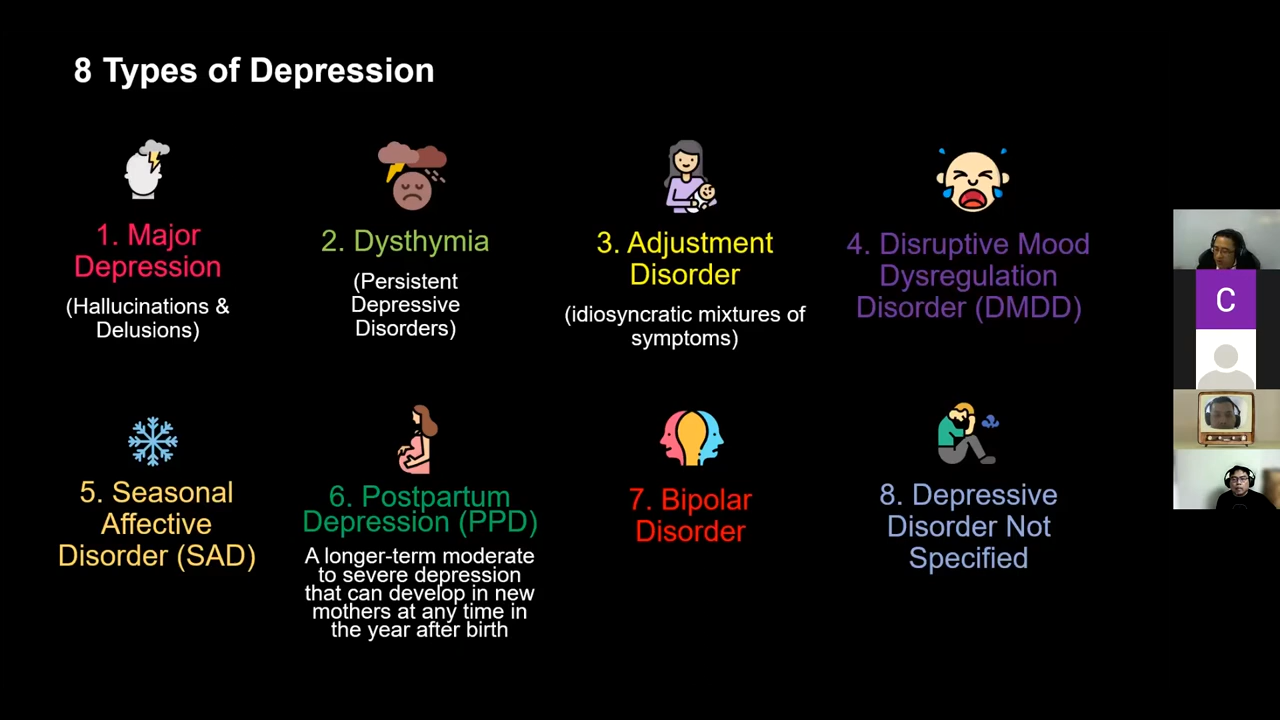 8 Types of Depression
1. Major
Depression
(Hallucinations &
Delusions)
2. Dysthymia
(Persistent
Depressive
Disorders)
3. Adjustment
Disorder
(idiosyncratic mixtures of
symptoms)
4. Disruptive Mood
Dysregulation
Disorder (DMDD)
5. Seasonal
Affective
Disorder (SAD)
6. Postpartum
Depression (PPD)
A longer-term moderate
to severe depression
that can develop in new
mothers at any time in
the year after birth
7. Bipolar
Disorder
8. Depressive
Disorder Not
Specified
C